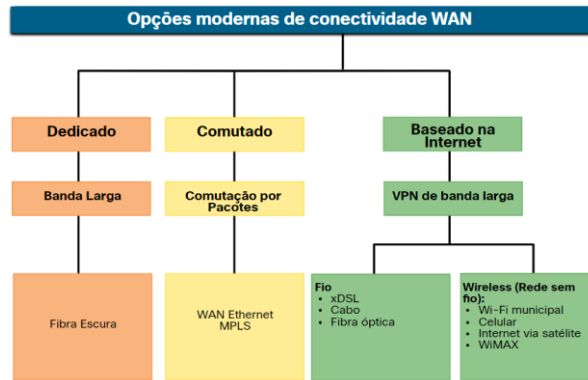 Opções modernas de conectividade WAN
Dedicado
Comutado
Baseado na
Internet
Banda Larga
Comutação por
Pacotes
VPN de banda larga
Fibra Escura
WAN Ethernet
MPLS
Fio
• xDSL
• Cabo
• Fibra óptica
Wireless (Rede sem
fio):
• Wi-Fi municipal
• Celular
• Internet via satélite
• WiMAX